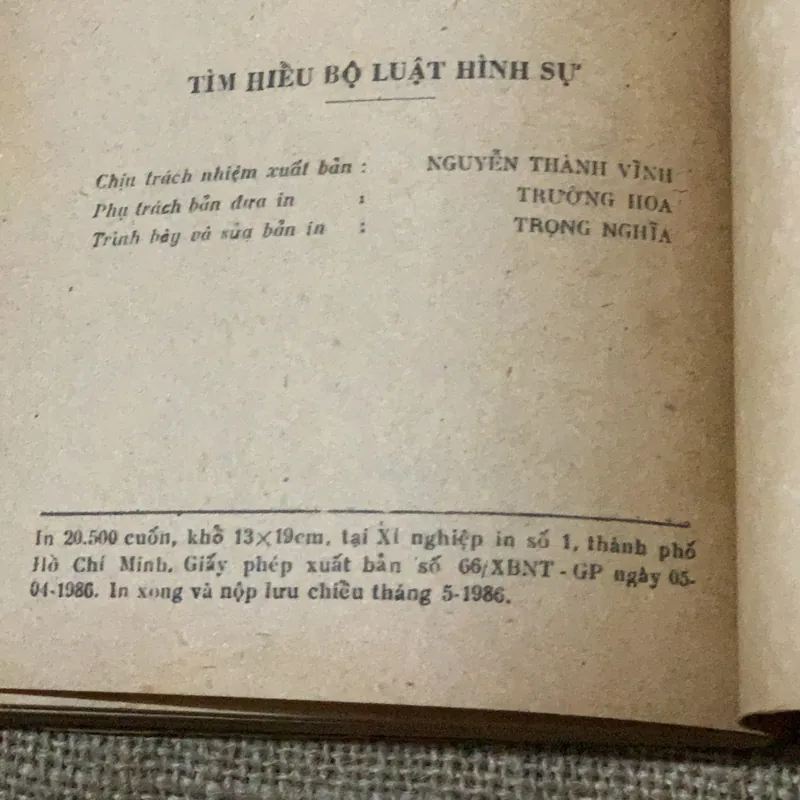 TÌM HIỀU BỘ LUẬT HÌNH SỰ
Chịu trách nhiệm xuất bản : NGUYỄN THÀNH VĨNH
Phụ trách bản đưa in : TRƯỜNG HOA
Trình bày và sửa bản in : TRỌNG NGHĨA
In 20.500 cuốn, khổ 13×19cm, tại Xí nghiệp in số 1, thành phố
Hồ Chí Minh. Giấy phép xuất bản số 66/XBNT - GP ngày 05-
04-1986. In xong và nộp lưu chiều tháng 5-1986.